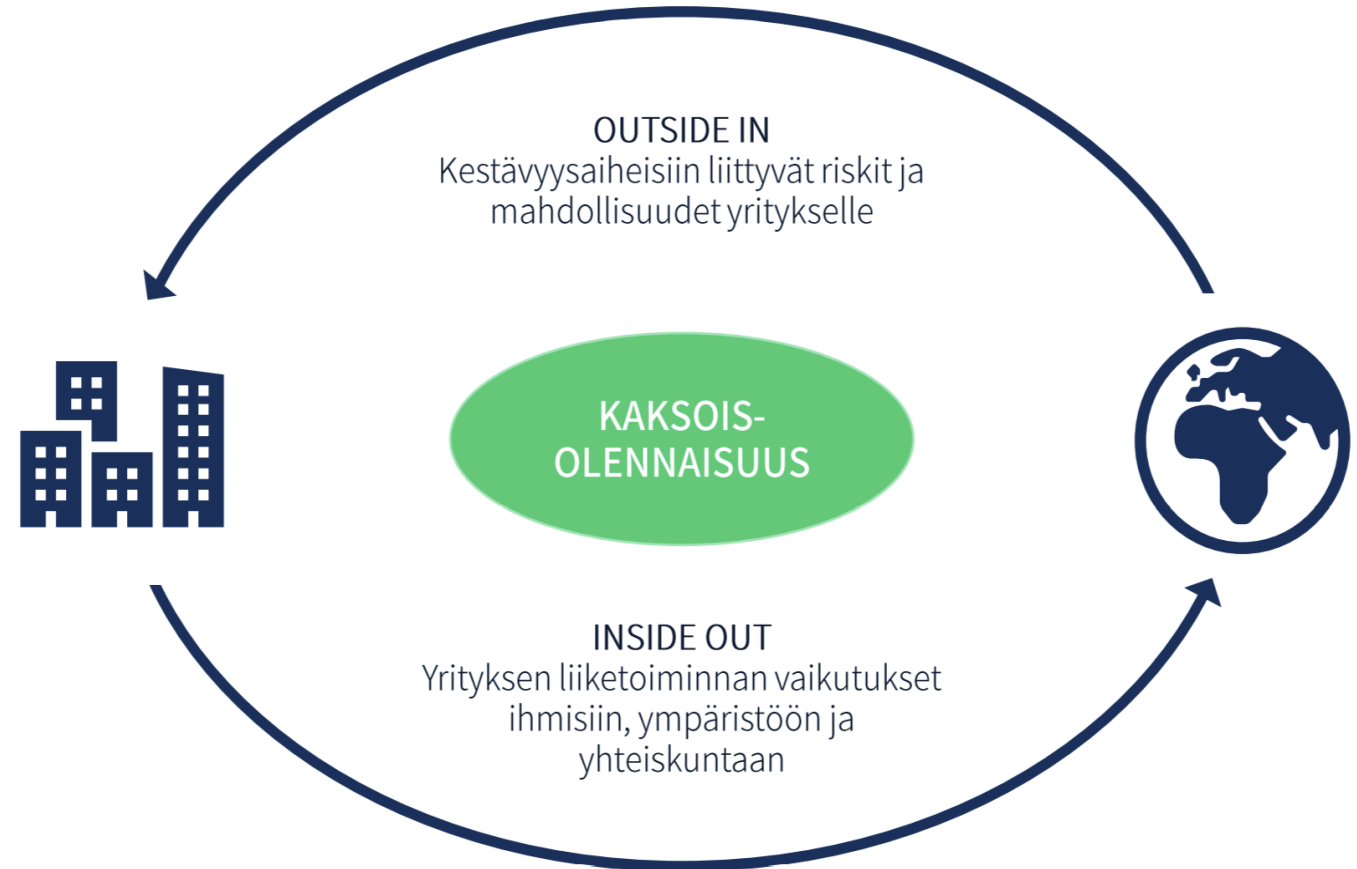 OUTSIDE IN
Kestävyysaiheisiin liittyvät riskit ja
mahdollisuudet yritykselle
KAKSOIS-
OLENNAISUUS
INSIDE OUT
Yrityksen liiketoiminnan vaikutukset
ihmisiin, ympäristöön ja
yhteiskuntaan